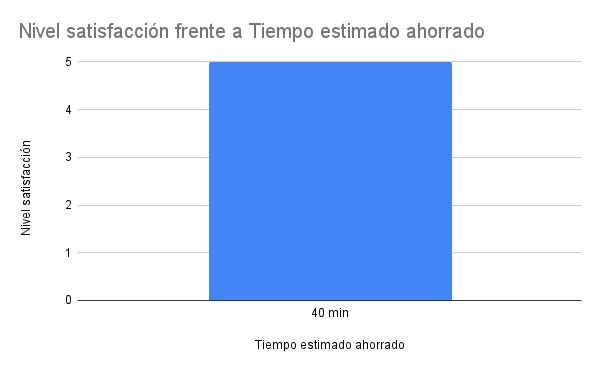 Nivel satisfacción frente a Tiempo estimado ahorrado
5
4
3
2
1
0
Nivel satisfacción
40 min
Tiempo estimado ahorrado